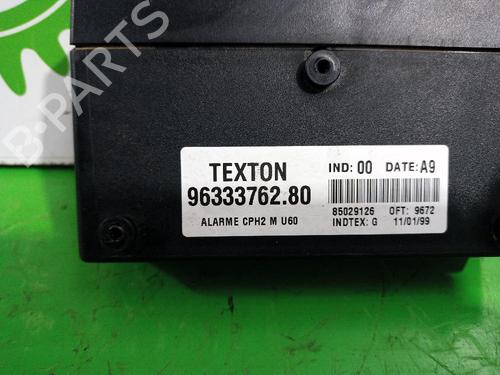 B-PARTS
TEXTON
96333762.80
ALARME CPH2 M U60
IND: 00 DATE: A9
85029126 OFT: 9672
INDTEX: G 11/01/99